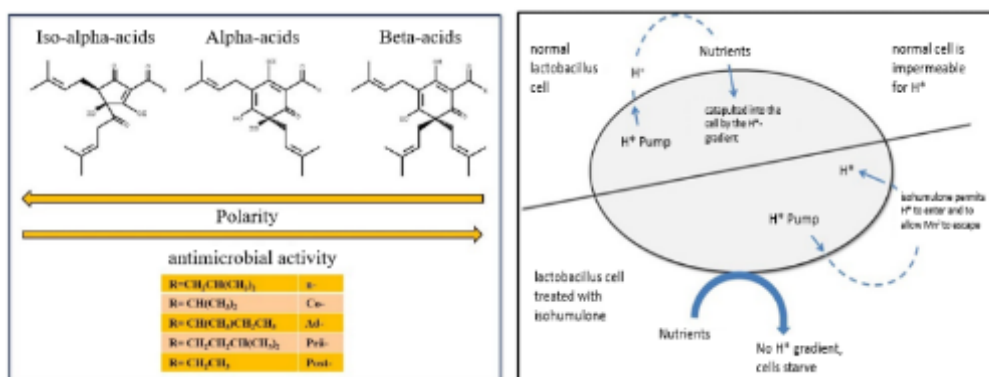 Iso-alpha-acids
Alpha-acids
Beta-acids
Polarity
antimicrobial activity
R=CH₂CH(CH₃)₂ n-
R= CH(CH₃)₂ Co-
R= CH(CH₃)CH₂CH₃ Ad-
R= CH₂CH₂CH(CH₃)₂ Pré-
R= CH₂CH₃ Post-
normal
lactobacillus
cell
H⁺
Nutrients
normal cell is
impermeable
for H⁺
catapulted into the
cell by the H⁺-
gradient
H⁺ Pump
H⁺
isohumulone permits
H⁺ to enter and to
allow to escape
H⁺ Pump
lactobacillus cell
treated with
isohumulone
Nutrients
No H⁺ gradient,
cells starve